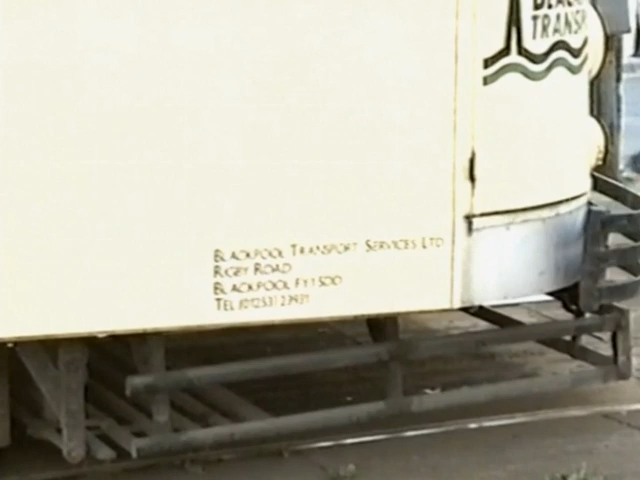 TRANSP
BLACKPOOL TRANSPORT SERVICES LTD
RIGBY ROAD
BLACKPOOL FY1 5DD
TEL (01253) 23931